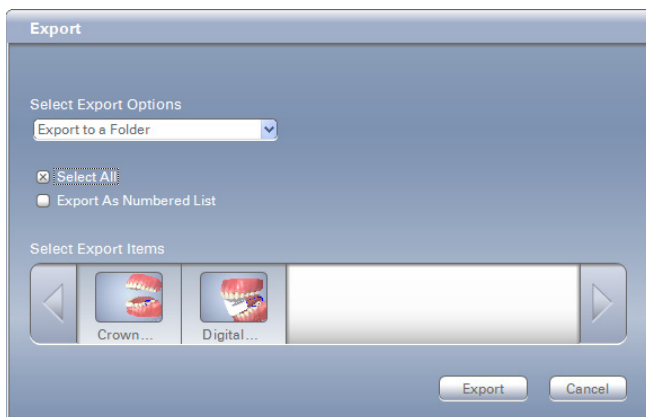 Export
Select Export Options
Export to a Folder
Select All
Export As Numbered List
Select Export Items
Crown...
Digital...
Export
Cancel